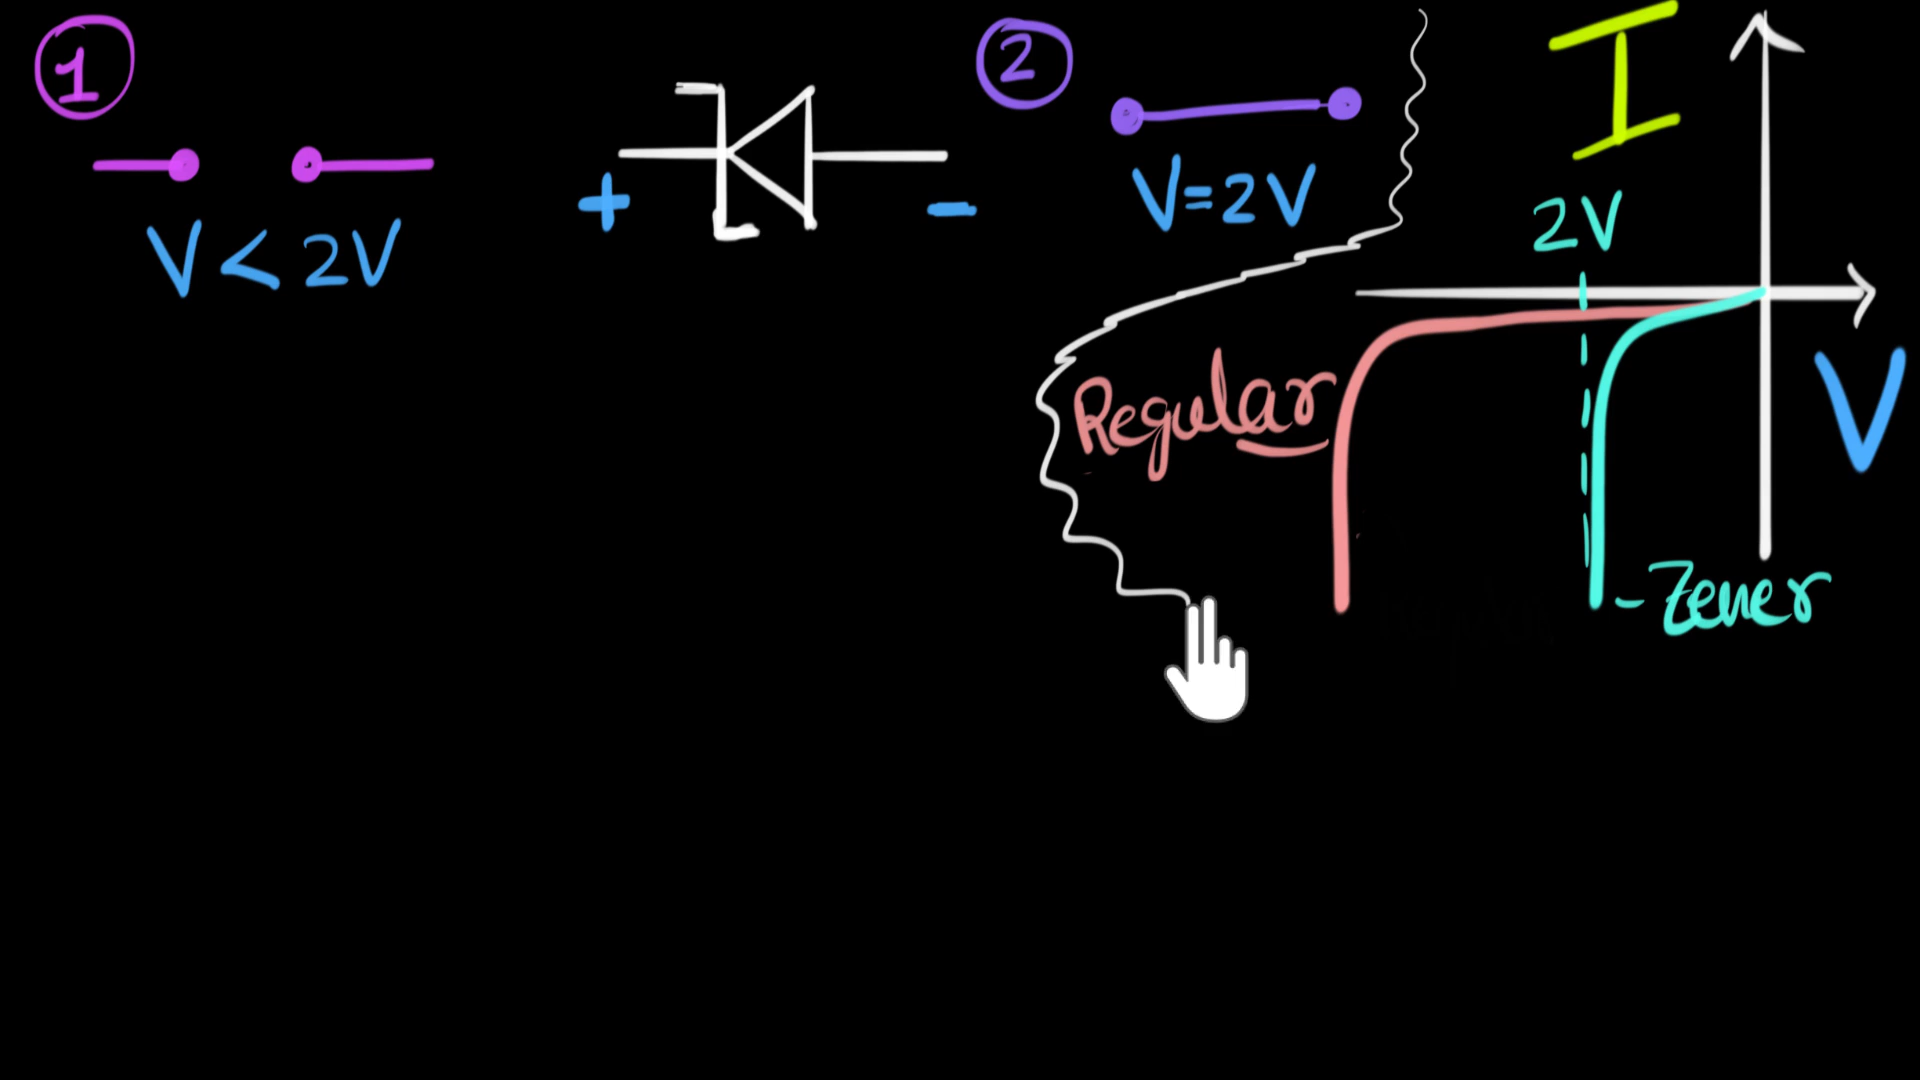 1
V < 2V
+
-
2
V=2V
I
2V
V
Regular
- Zener